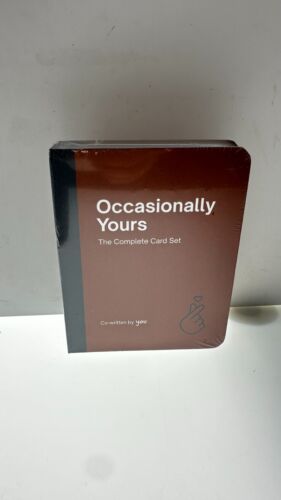 Occasionally
Yours
The Complete Card Set
Co-written by you